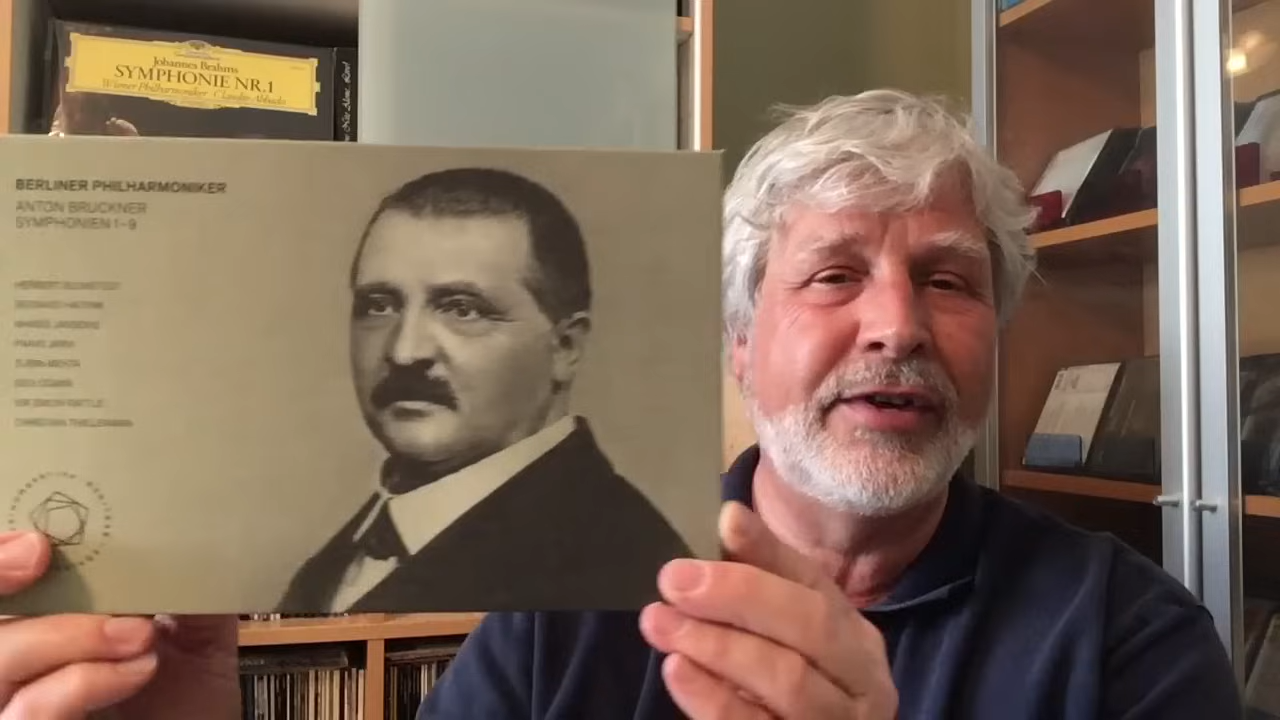 Johannes Brahms
SYMPHONIE NR.1
Wiener Philharmoniker · Claudio Abbado
BERLINER PHILHARMONIKER
ANTON BRUCKNER
SYMPHONIEN 1–9
HERBERT BLOMSTEDT
BERNARD HAITINK
MARISS JANSONS
PAAVO JÄRVI
ZUBIN MEHTA
SEIJI OZAWA
SIR SIMON RATTLE
CHRISTIAN THIELEMANN